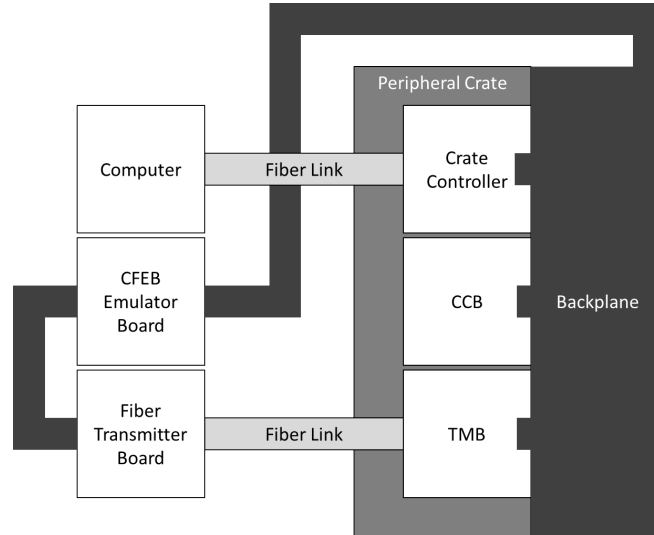 Peripheral Crate
Computer
Fiber Link
Crate
Controller
CFEB
Emulator
Board
CCB
Backplane
Fiber
Transmitter
Board
Fiber Link
TMB